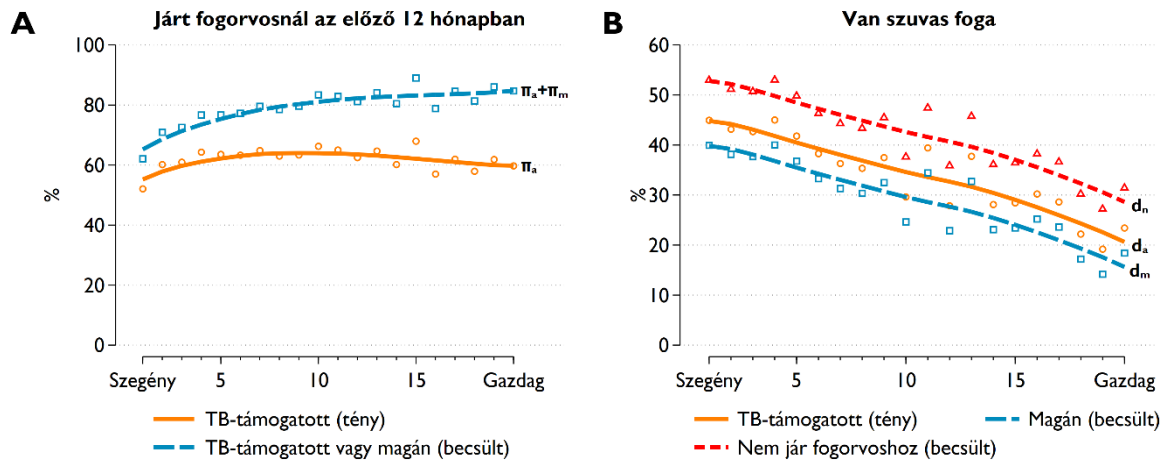 A
Járt fogorvosnál az előző 12 hónapban
100
80
60
40
20
0
%
πa+πm
πa
Szegény 5 10 15 Gazdag
TB-támogatott (tény)
TB-támogatott vagy magán (becsült)
B
Van szuvas foga
60
50
40
30
20
10
0
%
dn
da
dm
Szegény 5 10 15 Gazdag
TB-támogatott (tény) Magán (becsült)
Nem jár fogorvoshoz (becsült)